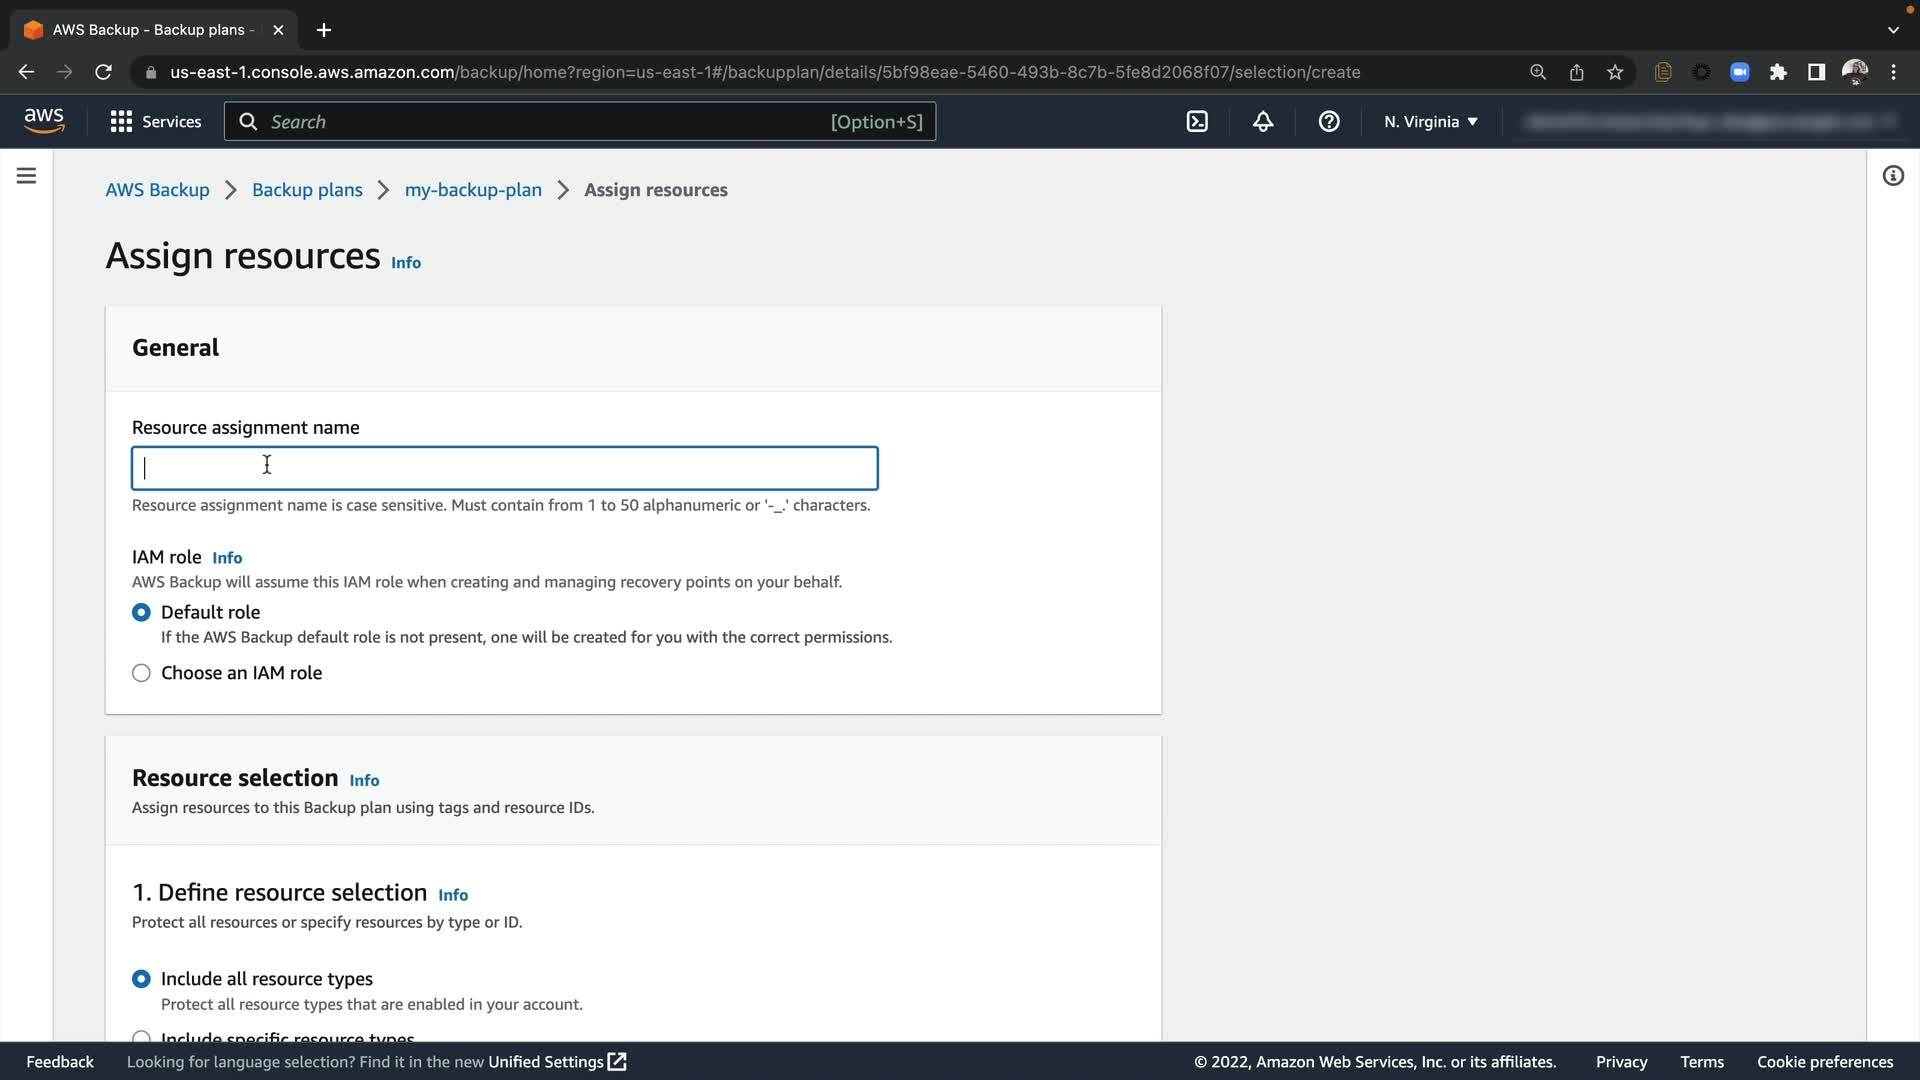 AWS Backup - Backup plans -
us-east-1.console.aws.amazon.com/backup/home?region=us-east-1#/backupplan/details/5bf98eae-5460-493b-8c7b-5fe8d2068f07/selection/create
aws
Services
Search
[Option+S]
N. Virginia
AWS Backup
Backup plans
my-backup-plan
Assign resources
Assign resources Info
General
Resource assignment name
Resource assignment name is case sensitive. Must contain from 1 to 50 alphanumeric or '-_.' characters.
IAM role Info
AWS Backup will assume this IAM role when creating and managing recovery points on your behalf.
Default role
If the AWS Backup default role is not present, one will be created for you with the correct permissions.
Choose an IAM role
Resource selection Info
Assign resources to this Backup plan using tags and resource IDs.
1. Define resource selection Info
Protect all resources or specify resources by type or ID.
Include all resource types
Protect all resource types that are enabled in your account.
Include specific resource types
Feedback
Looking for language selection? Find it in the new Unified Settings
© 2022, Amazon Web Services, Inc. or its affiliates.
Privacy
Terms
Cookie preferences